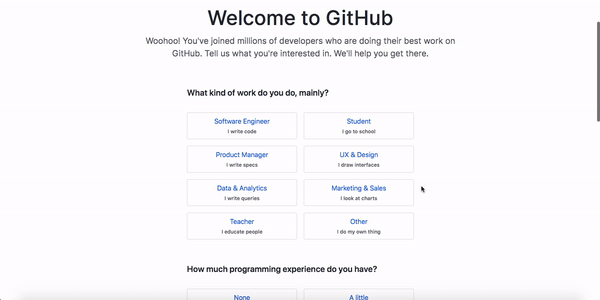 Welcome to GitHub
Woohoo! You've joined millions of developers who are doing their best work on
GitHub. Tell us what you're interested in. We'll help you get there.
What kind of work do you do, mainly?
Software Engineer
I write code
Student
I go to school
Product Manager
I write specs
UX & Design
I draw interfaces
Data & Analytics
I write queries
Marketing & Sales
I look at charts
Teacher
I educate people
Other
I do my own thing
How much programming experience do you have?
None
A little